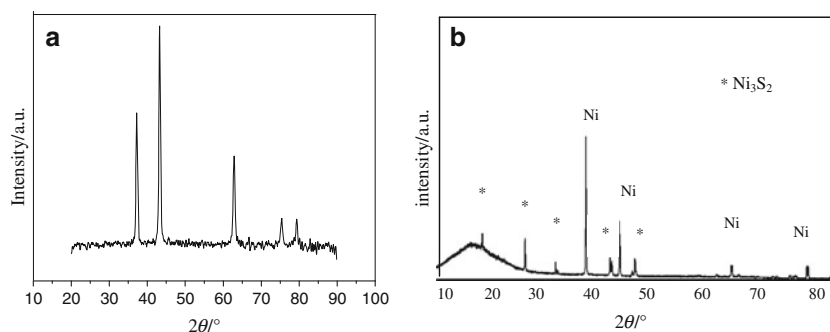 a
Intensity/a.u.
10 20 30 40 50 60 70 80 90 100
2θ/°
b
* Ni₃S₂
Ni
Ni
*
*
*
*
*
Ni
Ni
intensity/a.u.
10 20 30 40 50 60 70 80
2θ/°